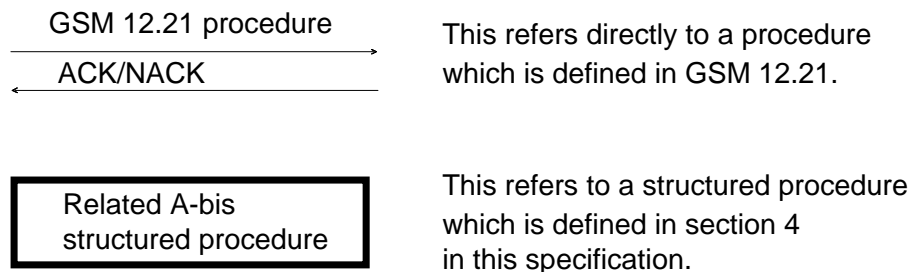 GSM 12.21 procedure
ACK/NACK
This refers directly to a procedure
which is defined in GSM 12.21.
Related A-bis
structured procedure
This refers to a structured procedure
which is defined in section 4
in this specification.